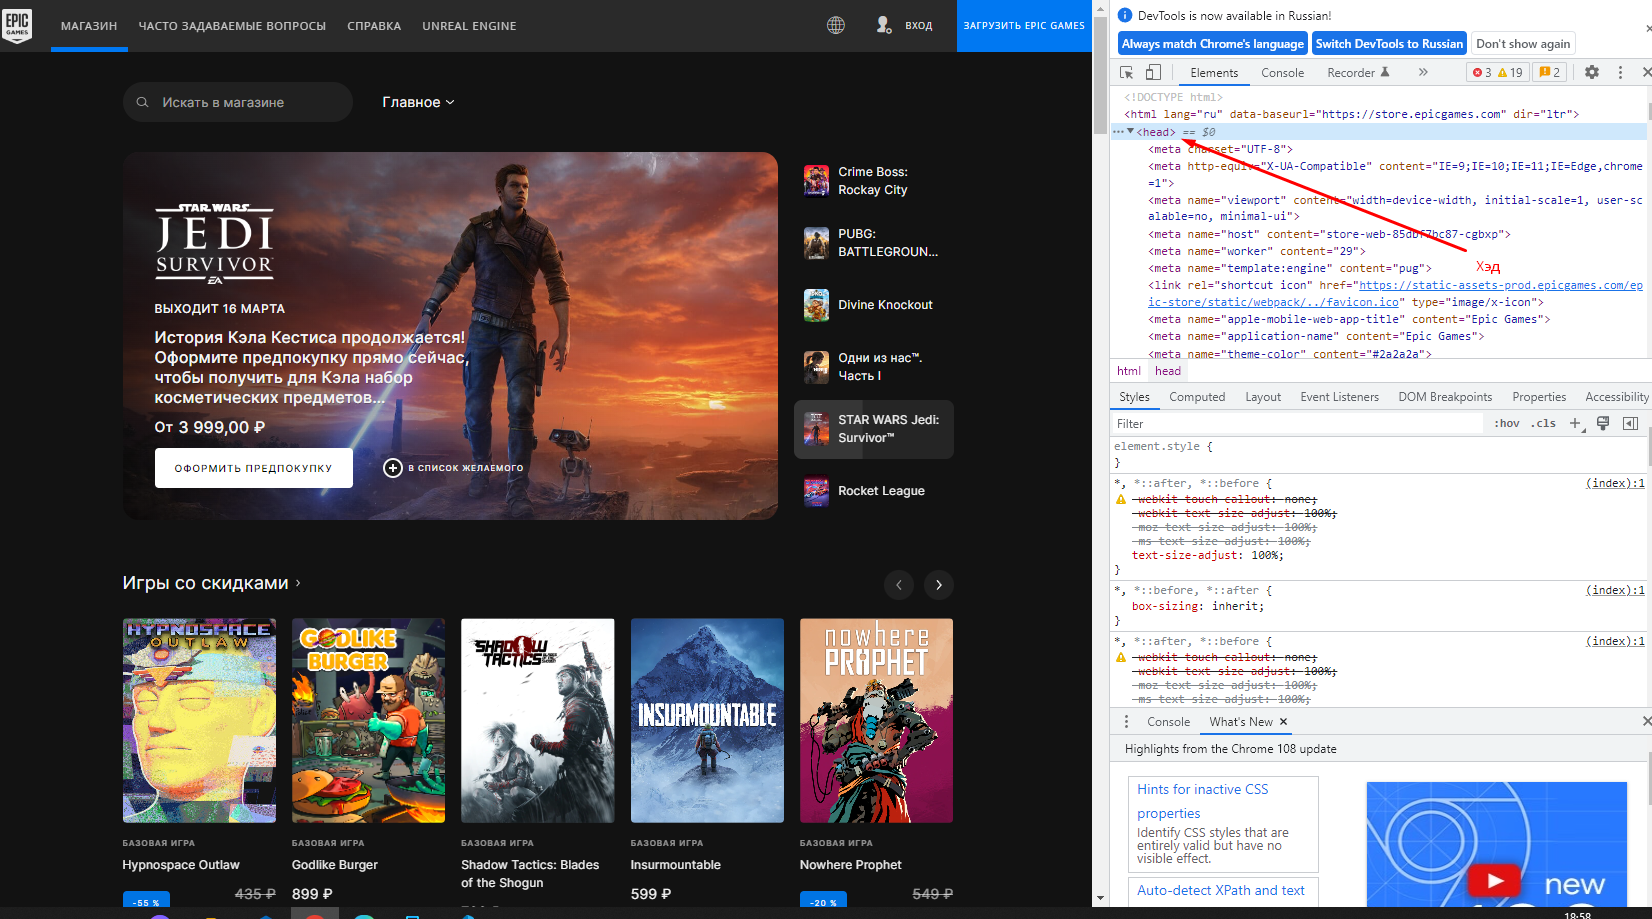 EPIC
GAMES
МАГАЗИН
ЧАСТО ЗАДАВАЕМЫЕ ВОПРОСЫ
СПРАВКА
UNREAL ENGINE
ВХОД
ЗАГРУЗИТЬ EPIC GAMES
Искать в магазине
Главное
STAR WARS
JEDI
SURVIVOR
EA
ВЫХОДИТ 16 МАРТА
История Кэла Кестиса продолжается!
Оформите предпокупку прямо сейчас,
чтобы получить для Кэла набор
косметических предметов...
От 3 999,00 ₽
ОФОРМИТЬ ПРЕДПОКУПКУ
В СПИСОК ЖЕЛАЕМОГО
Crime Boss:
Rockay City
PUBG:
BATTLEGROUN...
Divine Knockout
Одни из нас™.
Часть I
STAR WARS Jedi:
Survivor™
Rocket League
Игры со скидками
HYPNOSPACE
OUTLAW
GODLIKE
BURGER
SHADOW
TACTICS:
INSURMOUNTABLE
nowhere
PROPHET
БАЗОВАЯ ИГРА
Hypnospace Outlaw
-55 %
435 ₽
БАЗОВАЯ ИГРА
Godlike Burger
899 ₽
БАЗОВАЯ ИГРА
Shadow Tactics: Blades
of the Shogun
БАЗОВАЯ ИГРА
Insurmountable
599 ₽
БАЗОВАЯ ИГРА
Nowhere Prophet
-20 %
549 ₽
DevTools is now available in Russian!
Always match Chrome's language
Switch DevTools to Russian
Don't show again
Elements
Console
Recorder
3
19
2
<!DOCTYPE html>
<html lang="ru" data-baseurl="https://store.epicgames.com" dir="ltr">
<head> == $0
<meta charset="UTF-8">
<meta http-equiv="X-UA-Compatible" content="IE=9;IE=10;IE=11;IE=Edge,chrome
=1">
<meta name="viewport" content="width=device-width, initial-scale=1, user-sc
alable=no, minimal-ui">
<meta name="host" content="store-web-85dbf7bc87-cgbxp">
<meta name="worker" content="29">
<meta name="template:engine" content="pug">
Хэд
<link rel="shortcut icon" href="https://static-assets-prod.epicgames.com/ep
ic-store/static/webpack/../favicon.ico" type="image/x-icon">
<meta name="apple-mobile-web-app-title" content="Epic Games">
<meta name="application-name" content="Epic Games">
<meta name="theme-color" content="#2a2a2a">
html
head
Styles
Computed
Layout
Event Listeners
DOM Breakpoints
Properties
Accessibility
Filter
:hov
.cls
element.style {
}
*, *::after, *::before {
(index):1
-webkit-touch-callout: none;
-webkit-text-size-adjust: 100%;
-moz-text-size-adjust: 100%;
-ms-text-size-adjust: 100%;
text-size-adjust: 100%;
}
*, *::before, *::after {
(index):1
box-sizing: inherit;
}
*, *::after, *::before {
(index):1
-webkit-touch-callout: none;
-webkit-text-size-adjust: 100%;
-moz-text-size-adjust: 100%;
-ms-text-size-adjust: 100%;
Console
What's New
Highlights from the Chrome 108 update
Hints for inactive CSS
properties
Identify CSS styles that are
entirely valid but have no
visible effect.
Auto-detect XPath and text
new
18:58